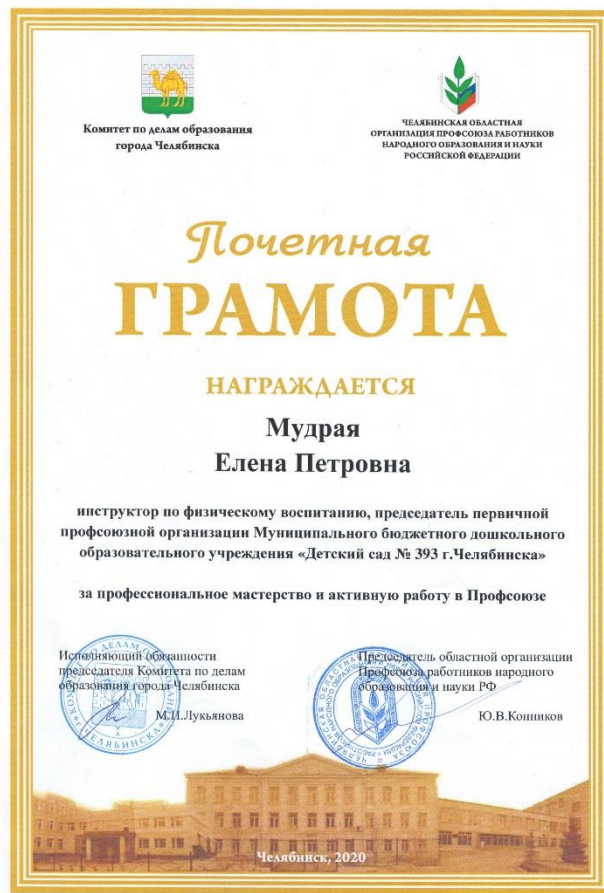 Комитет по делам образования
города Челябинска
ЧЕЛЯБИНСКАЯ ОБЛАСТНАЯ
ОРГАНИЗАЦИЯ ПРОФСОЮЗА РАБОТНИКОВ
НАРОДНОГО ОБРАЗОВАНИЯ И НАУКИ
РОССИЙСКОЙ ФЕДЕРАЦИИ
Почетная
ГРАМОТА
НАГРАЖДАЕТСЯ
Мудрая
Елена Петровна
инструктор по физическому воспитанию, председатель первичной
профсоюзной организации Муниципального бюджетного дошкольного
образовательного учреждения «Детский сад № 393 г.Челябинска»
за профессиональное мастерство и активную работу в Профсоюзе
Исполняющий обязанности
председателя Комитета по делам
образования города Челябинска
М.И.Лукьянова
Председатель областной организации
Профсоюза работников народного
образования и науки РФ
Ю.В.Конников
Челябинск, 2020